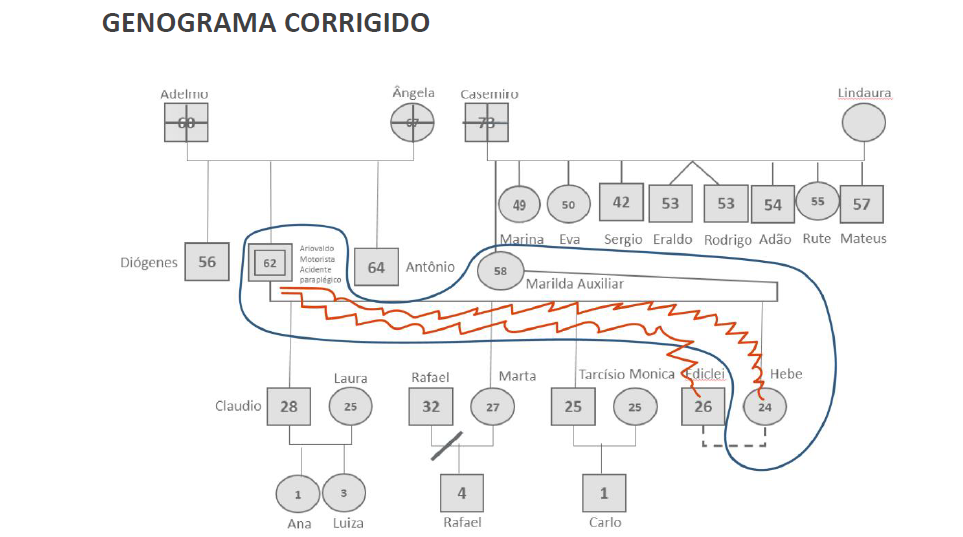 GENOGRAMA CORRIGIDO
Adelmo
Ângela
Casemiro
Lindaura
68
67
73
49
50
42
53
53
54
55
57
Marina
Eva
Sergio
Eraldo
Rodrigo
Adão
Rute
Mateus
Diógenes
56
62
Ariovaldo
Motorista
Acidente
paraplégico
64
Antônio
58
Marilda Auxiliar
Laura
Rafael
Marta
Tarcísio
Monica
Ediclei
Hebe
Claudio
28
25
32
27
25
25
26
24
1
3
4
1
Ana
Luiza
Rafael
Carlo